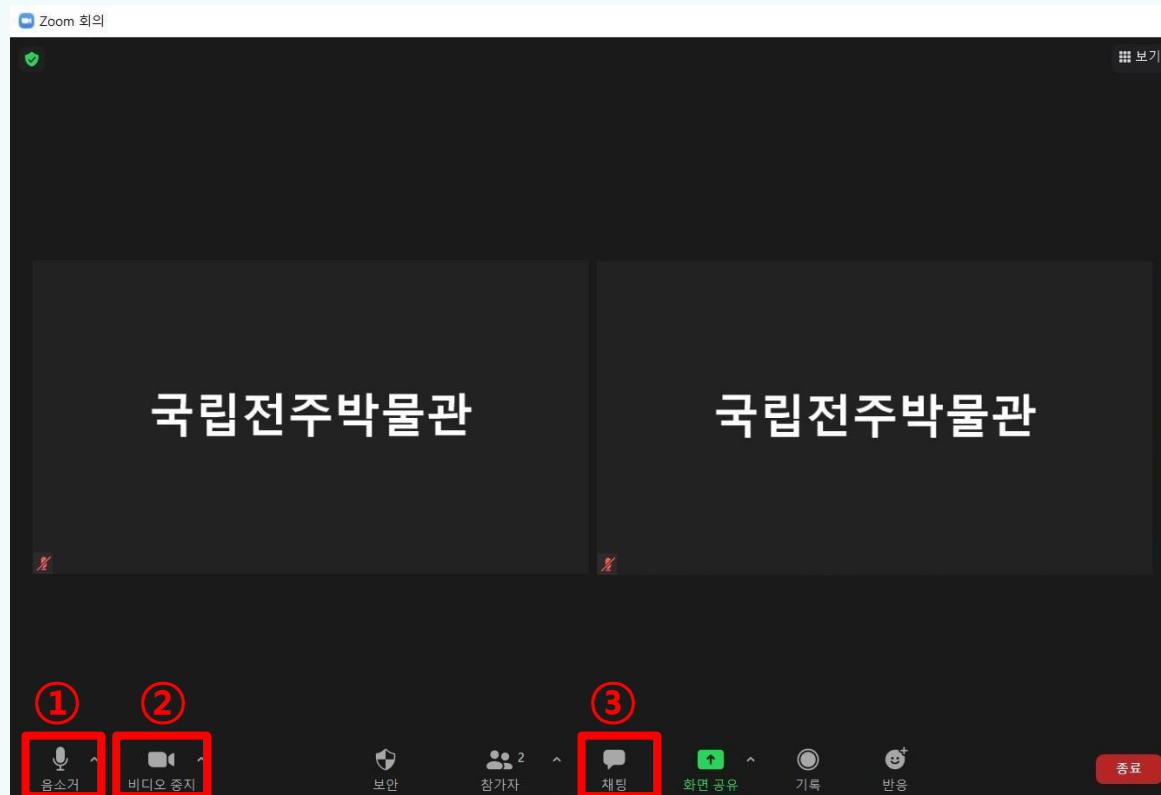 Zoom 회의
보기
국립전주박물관
국립전주박물관
① ② ③
2
음소거 비디오 중지 보안 참가자 채팅 화면 공유 기록 반응 종료